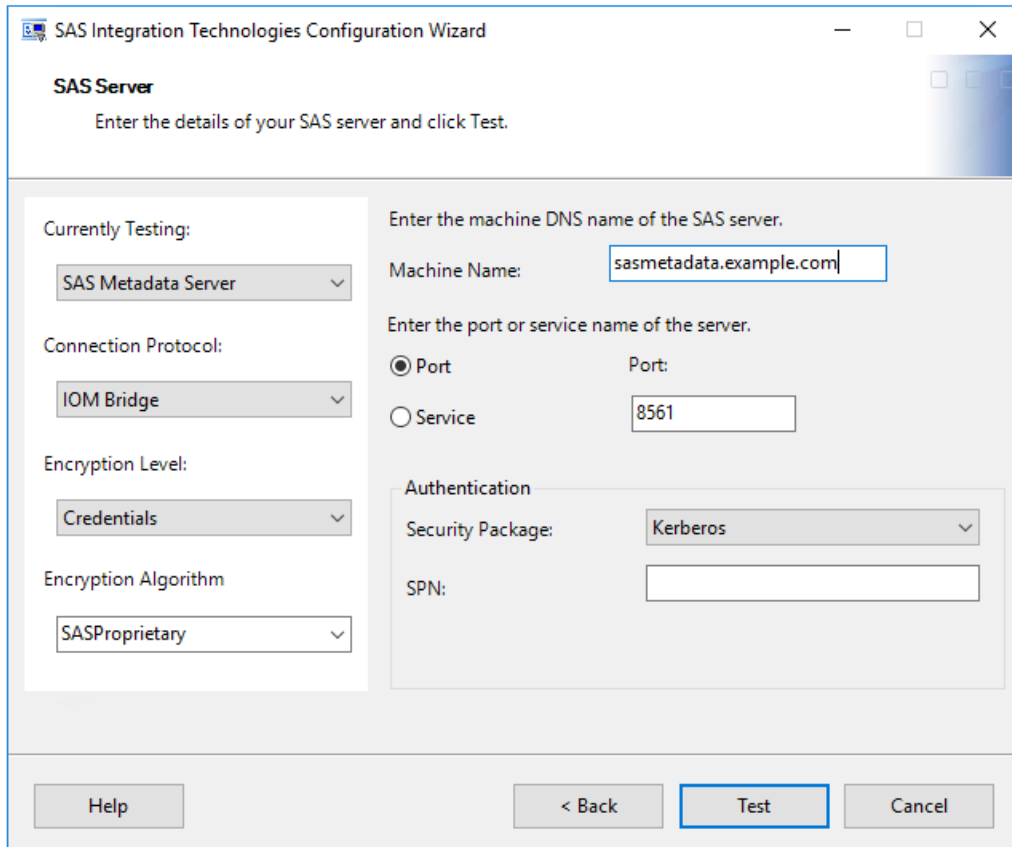 SAS Integration Technologies Configuration Wizard
SAS Server
Enter the details of your SAS server and click Test.
Currently Testing:
SAS Metadata Server
Connection Protocol:
IOM Bridge
Encryption Level:
Credentials
Encryption Algorithm
SASProprietary
Enter the machine DNS name of the SAS server.
Machine Name:
sasmetadata.example.com
Enter the port or service name of the server.
Port
Port:
Service
8561
Authentication
Security Package:
Kerberos
SPN:
Help
< Back
Test
Cancel